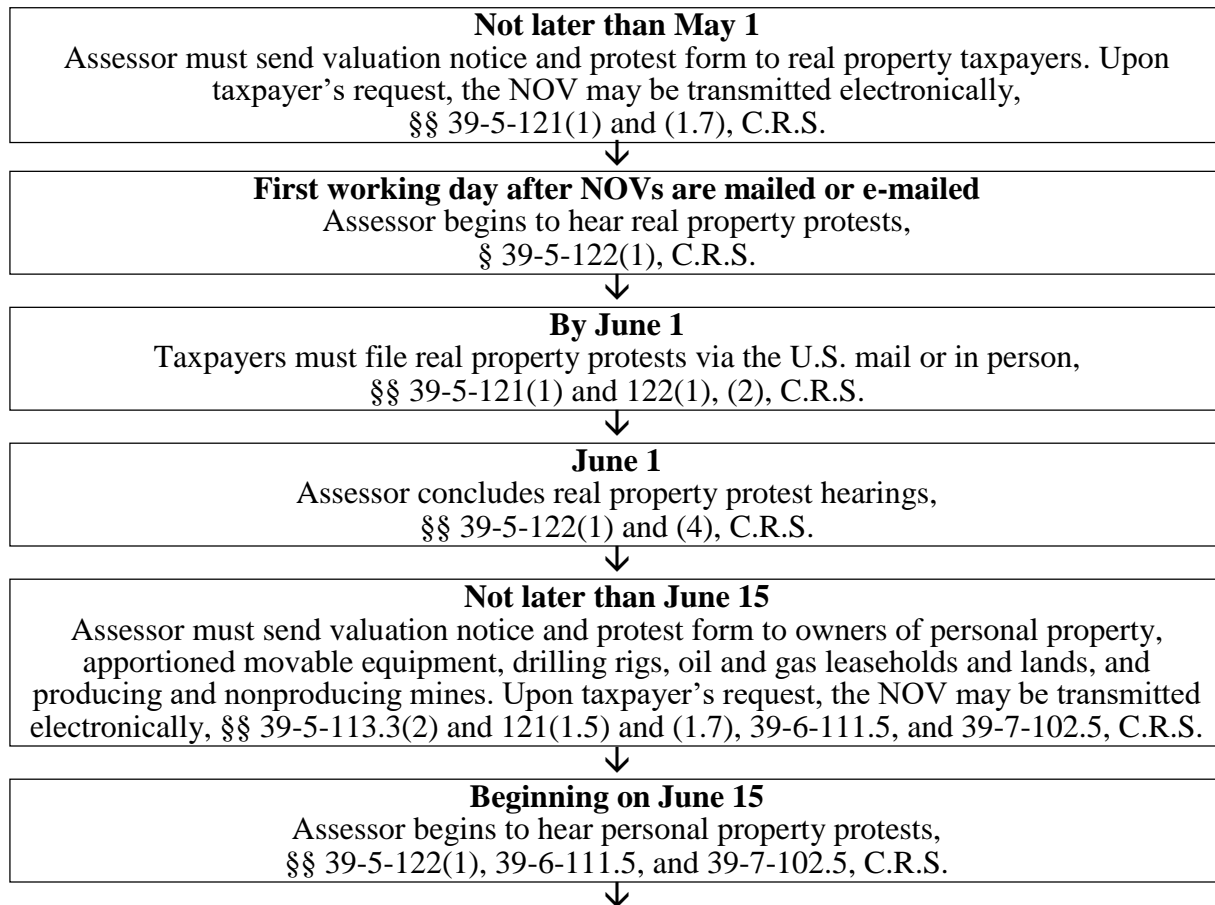 Not later than May 1
Assessor must send valuation notice and protest form to real property taxpayers. Upon
taxpayer's request, the NOV may be transmitted electronically,
§§ 39-5-121(1) and (1.7), C.R.S.
First working day after NOVs are mailed or e-mailed
Assessor begins to hear real property protests,
§ 39-5-122(1), C.R.S.
By June 1
Taxpayers must file real property protests via the U.S. mail or in person,
§§ 39-5-121(1) and 122(1), (2), C.R.S.
June 1
Assessor concludes real property protest hearings,
§§ 39-5-122(1) and (4), C.R.S.
Not later than June 15
Assessor must send valuation notice and protest form to owners of personal property,
apportioned movable equipment, drilling rigs, oil and gas leaseholds and lands, and
producing and nonproducing mines. Upon taxpayer's request, the NOV may be transmitted
electronically, §§ 39-5-113.3(2) and 121(1.5) and (1.7), 39-6-111.5, and 39-7-102.5, C.R.S.
Beginning on June 15
Assessor begins to hear personal property protests,
§§ 39-5-122(1), 39-6-111.5, and 39-7-102.5, C.R.S.